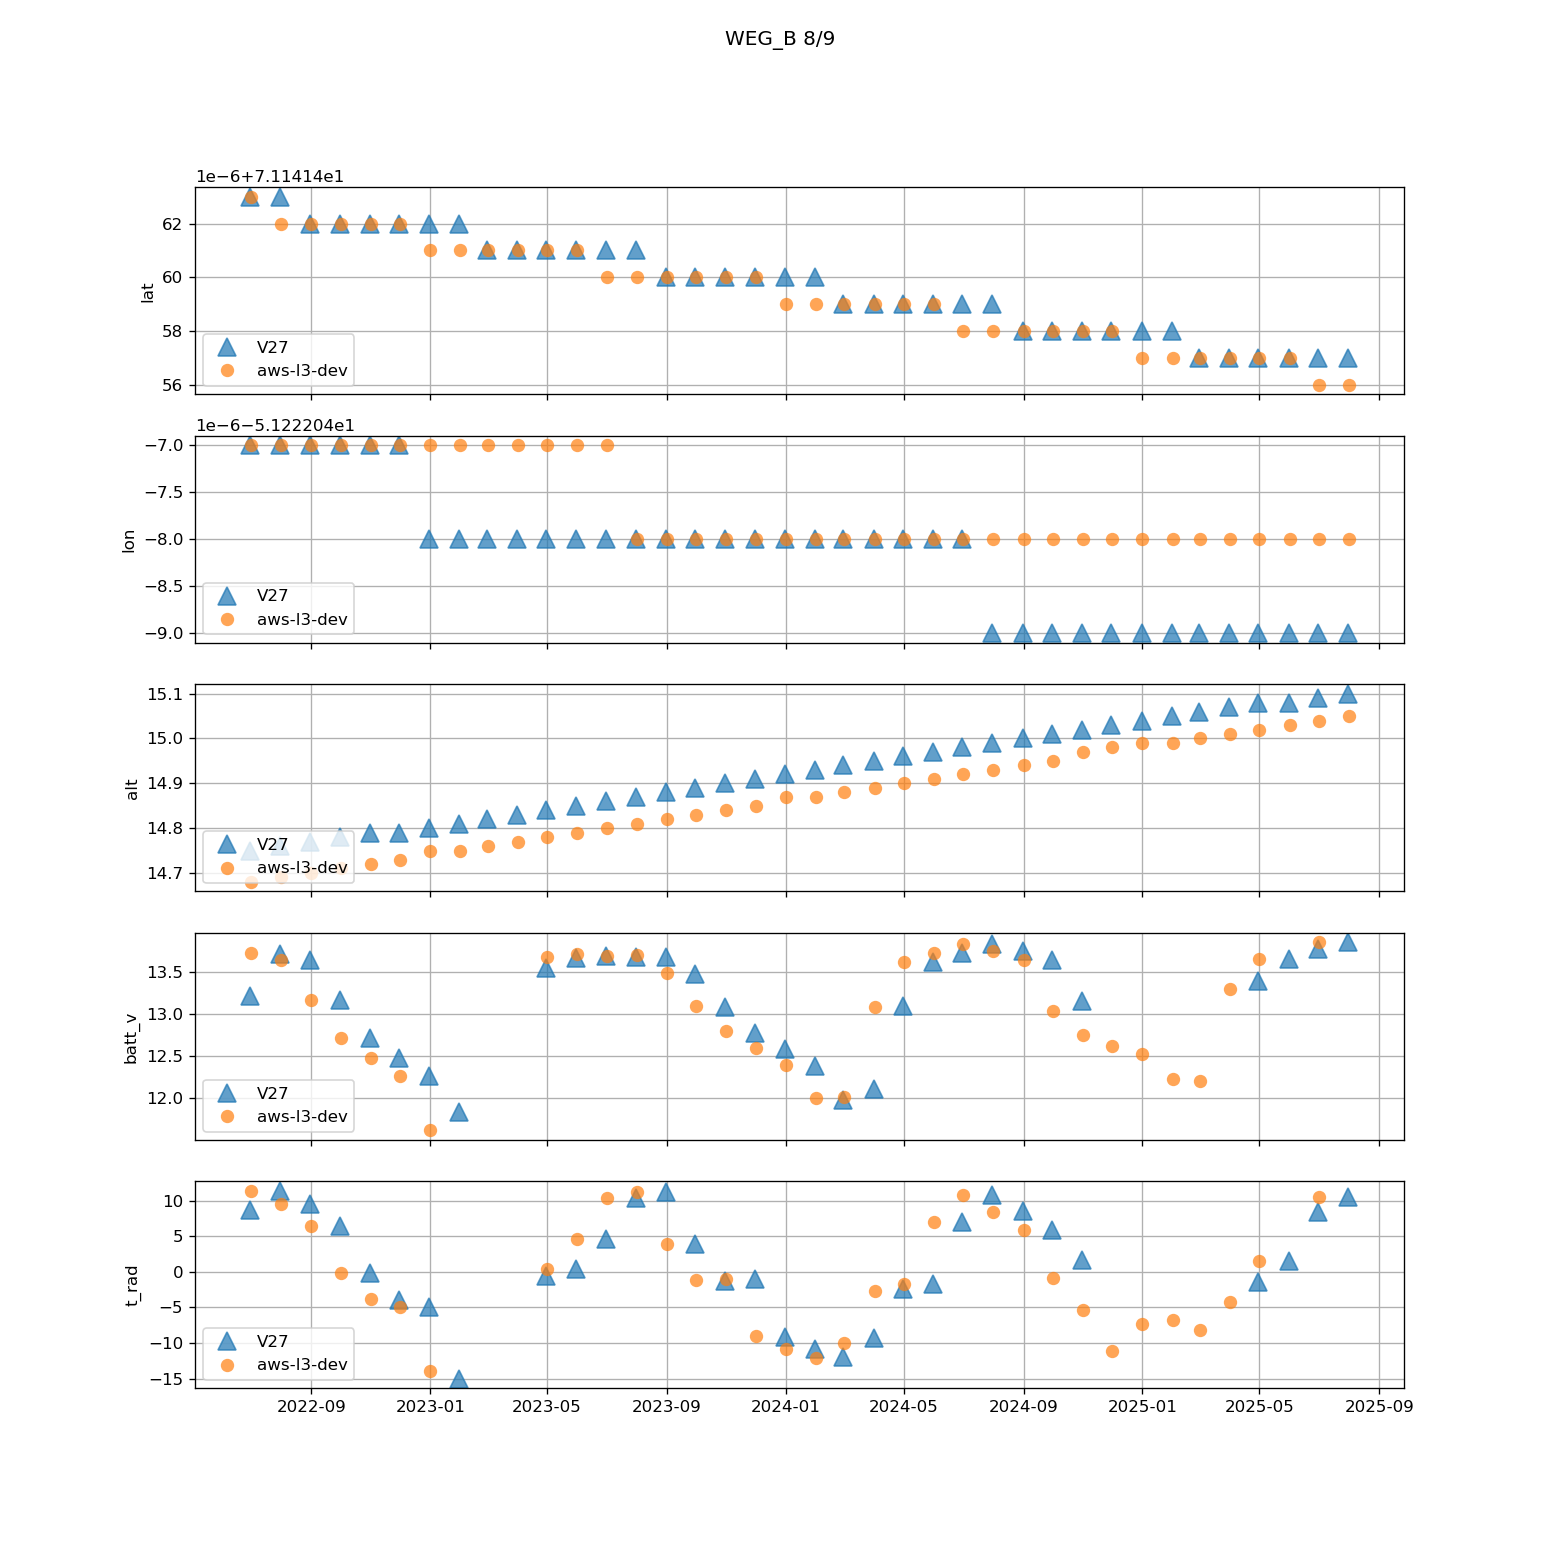 WEG_B 8/9
1e−6+7.11414e1
62
60
58
56
lat
V27
aws-l3-dev
1e−6−5.122204e1
−7.0
−7.5
−8.0
−8.5
−9.0
lon
V27
aws-l3-dev
15.1
15.0
14.9
14.8
14.7
alt
V27
aws-l3-dev
13.5
13.0
12.5
12.0
batt_v
V27
aws-l3-dev
10
5
0
−5
−10
−15
t_rad
V27
aws-l3-dev
2022-09 2023-01 2023-05 2023-09 2024-01 2024-05 2024-09 2025-01 2025-05 2025-09